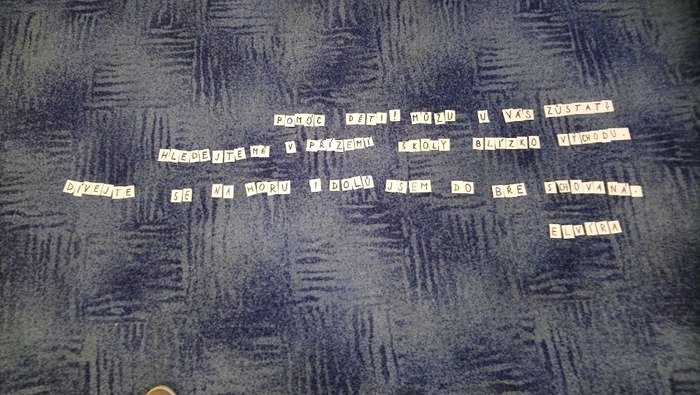 POMÓC DĚTI! MŮŽU U VÁS ZŮSTAT?
HLEDEJTE MĚ V PŘÍZEMÍ ŠKOLY BLÍZKO VÝCHODU.
DÍVEJTE SE NA HORU I DOLŮ JSEM DO BŘE SCHOVANÁ.
ELVÍRA